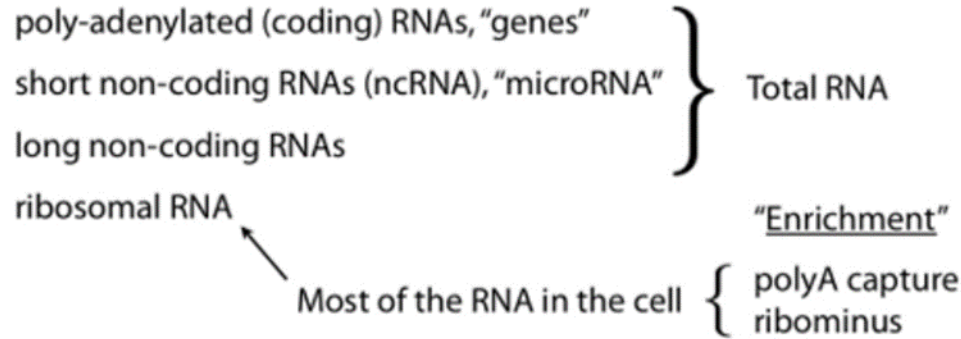 poly-adenylated (coding) RNAs, “genes”
short non-coding RNAs (ncRNA), “microRNA”
Total RNA
long non-coding RNAs
ribosomal RNA
“Enrichment”
Most of the RNA in the cell
polyA capture
ribominus